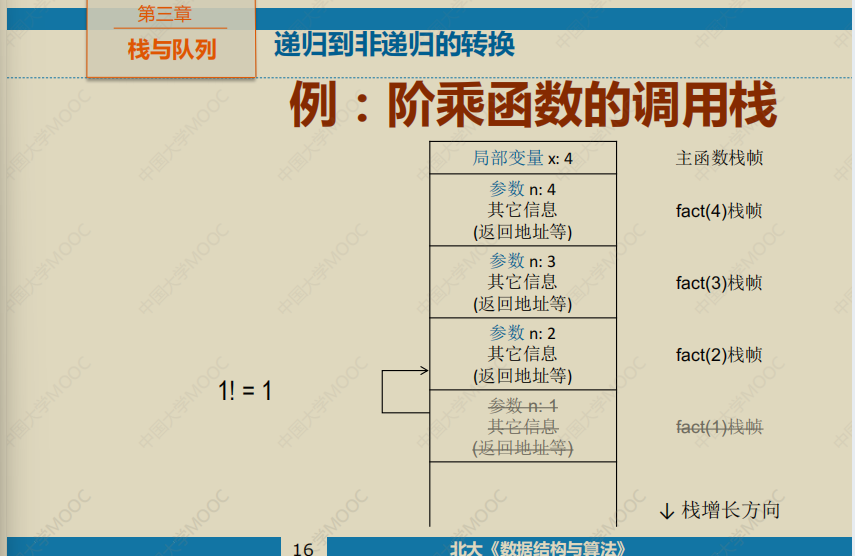 第三章
栈与队列
递归到非递归的转换
例：阶乘函数的调用栈
局部变量 x: 4
主函数栈帧
参数 n: 4
其它信息
(返回地址等)
fact(4)栈帧
参数 n: 3
其它信息
(返回地址等)
fact(3)栈帧
参数 n: 2
其它信息
(返回地址等)
fact(2)栈帧
1! = 1
参数 n: 1
其它信息
(返回地址等)
fact(1)栈帧
↓ 栈增长方向
16
北大《数据结构与算法》
中国大学MOOC